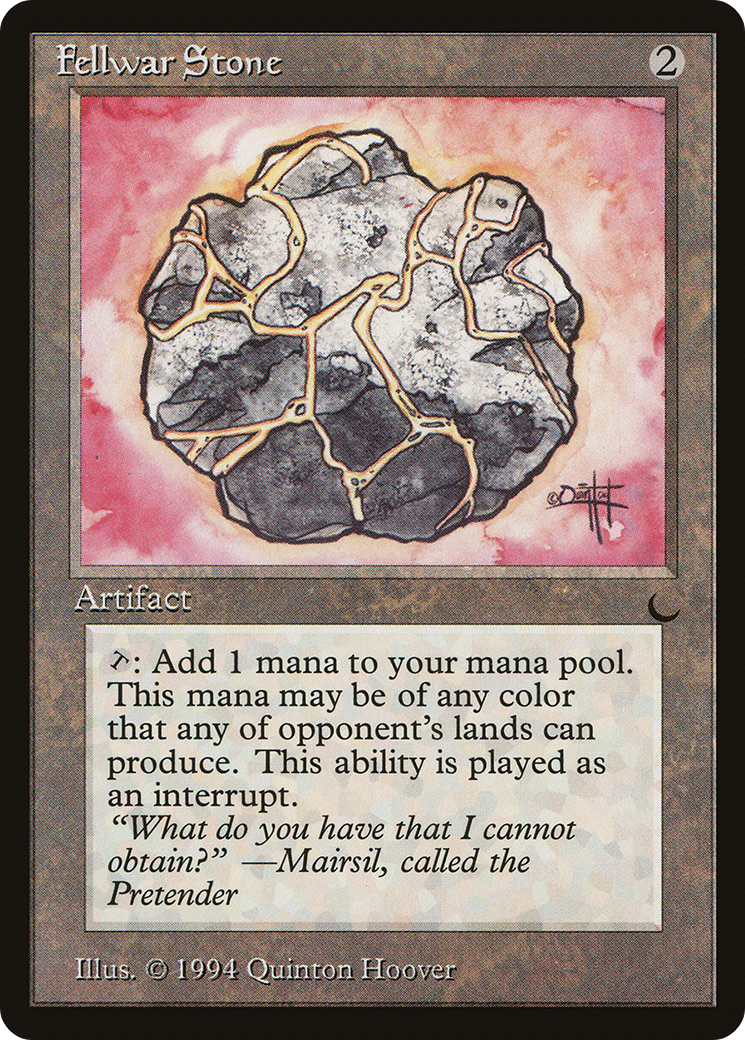 Fellwar Stone 2
Artifact
T: Add 1 mana to your mana pool.
This mana may be of any color
that any of opponent's lands can
produce. This ability is played as
an interrupt.
“What do you have that I cannot
obtain?” —Mairsil, called the
Pretender
Illus. © 1994 Quinton Hoover